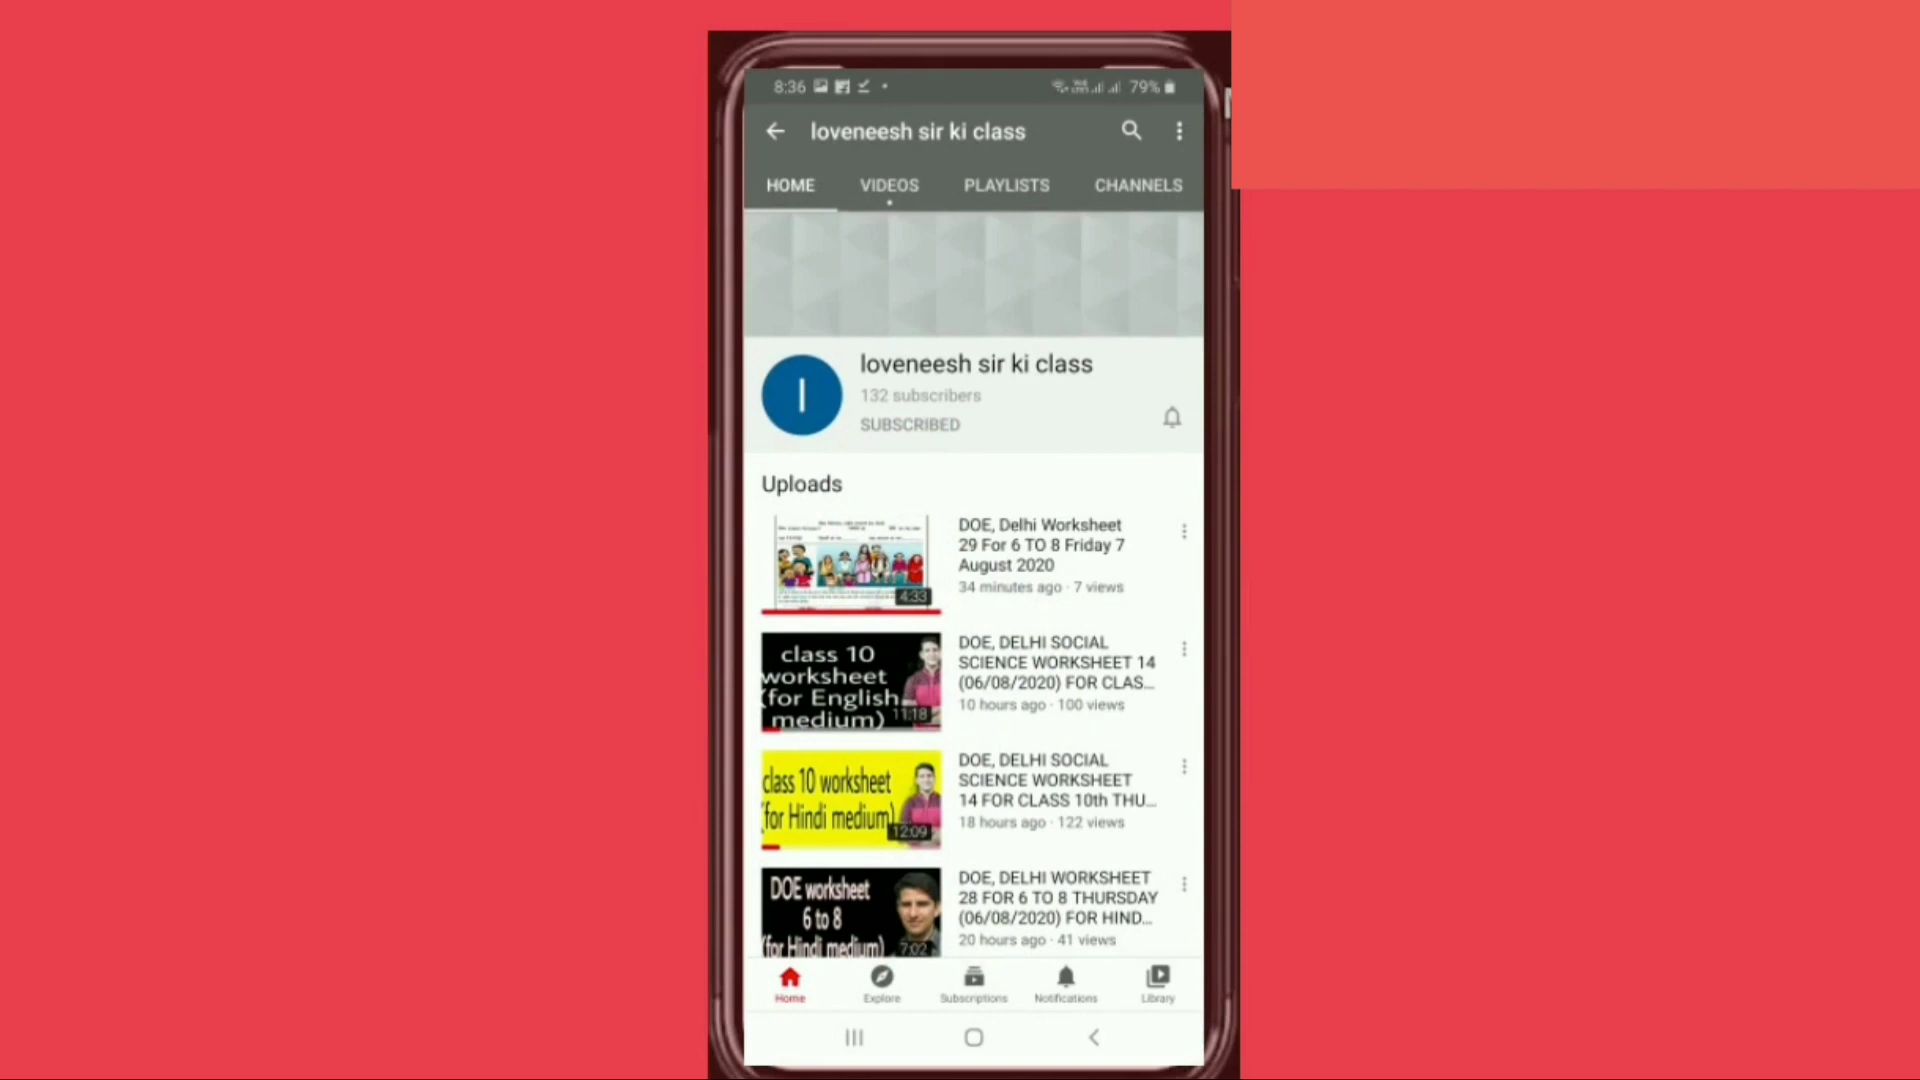 8:36
79%
loveneesh sir ki class
HOME
VIDEOS
PLAYLISTS
CHANNELS
loveneesh sir ki class
132 subscribers
SUBSCRIBED
Uploads
DOE, Delhi Worksheet
29 For 6 TO 8 Friday 7
August 2020
34 minutes ago · 7 views
4:33
class 10
worksheet
(for English
medium)
11:18
DOE, DELHI SOCIAL
SCIENCE WORKSHEET 14
(06/08/2020) FOR CLAS...
10 hours ago · 100 views
class 10 worksheet
(for Hindi medium)
12:09
DOE, DELHI SOCIAL
SCIENCE WORKSHEET
14 FOR CLASS 10th THU...
18 hours ago · 122 views
DOE worksheet
6 to 8
(for Hindi medium)
7:02
DOE, DELHI WORKSHEET
28 FOR 6 TO 8 THURSDAY
(06/08/2020) FOR HIND...
20 hours ago · 41 views
Home
Explore
Subscriptions
Notifications
Library